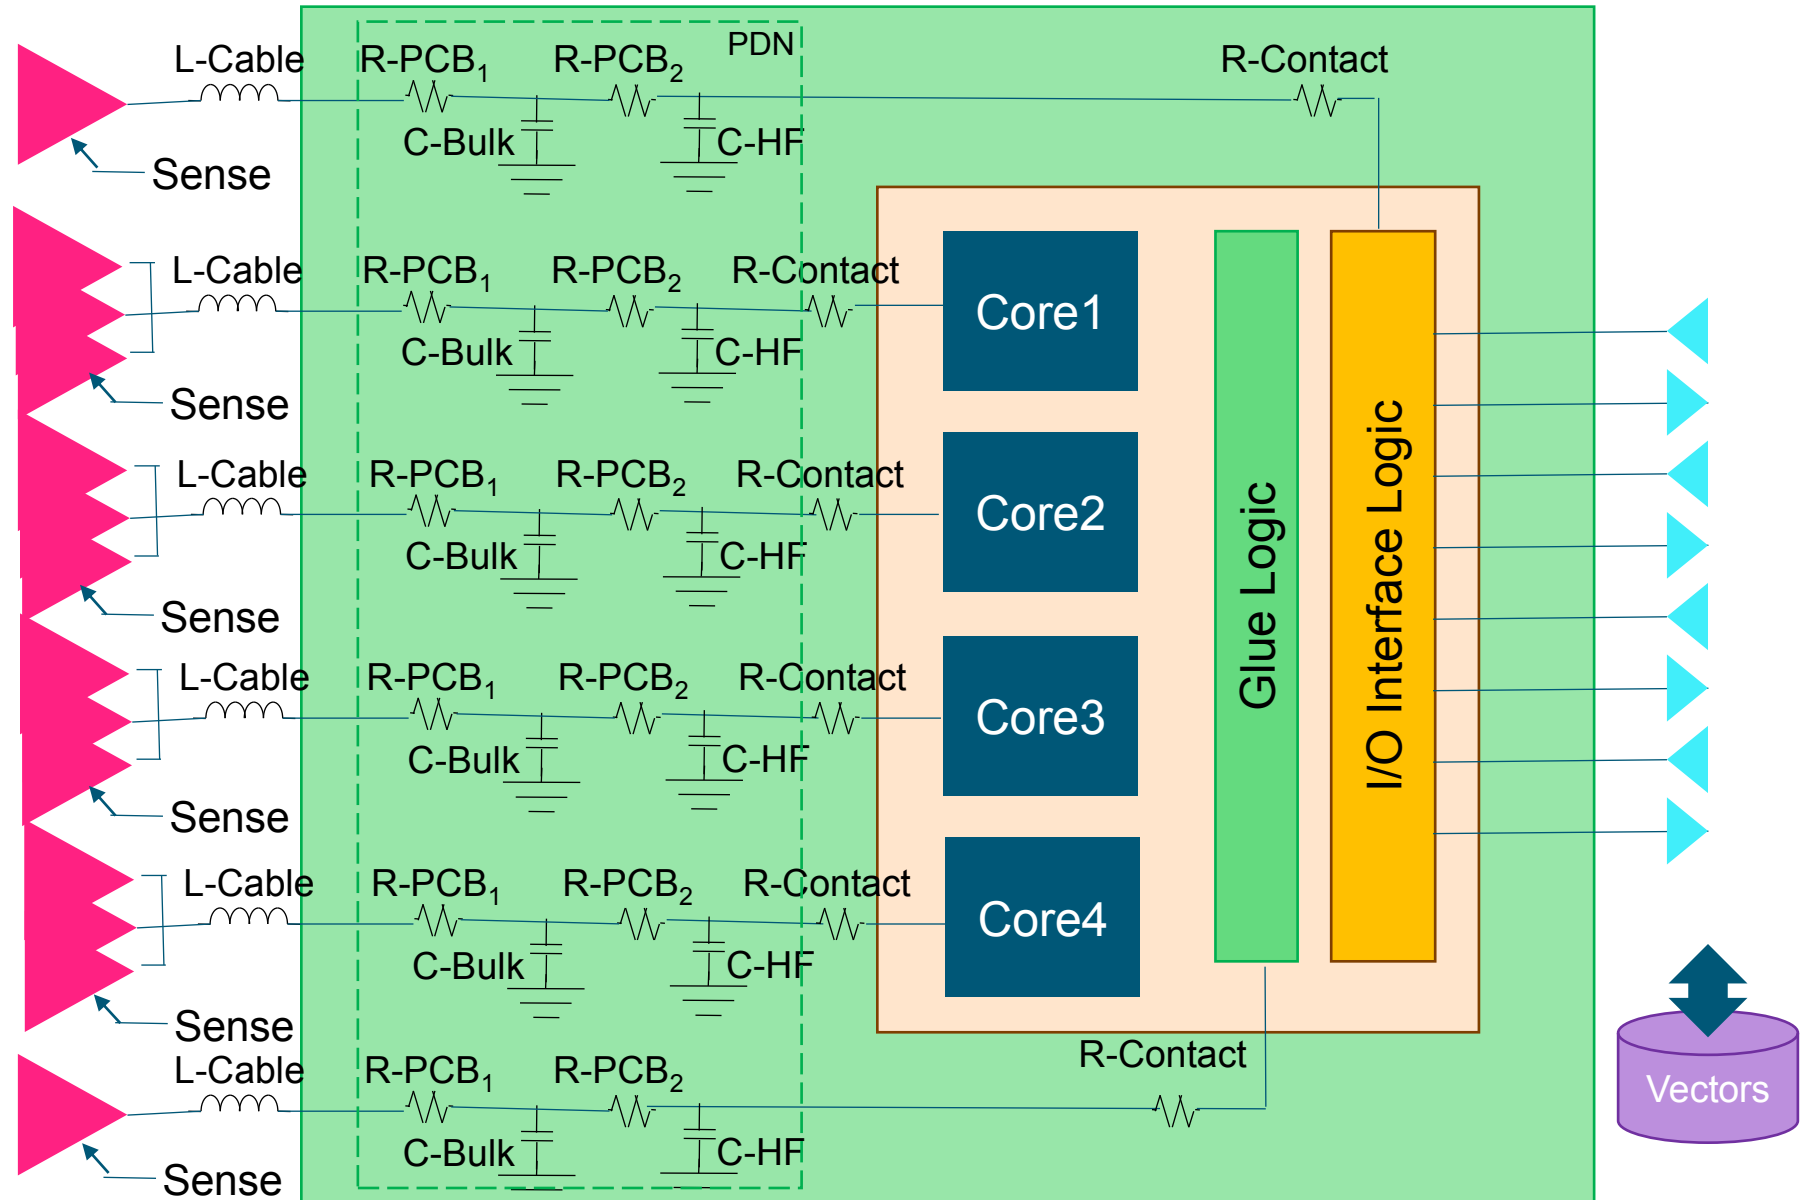 PDN
L-Cable R-PCB1 R-PCB2 R-Contact
C-Bulk C-HF
Sense
L-Cable R-PCB1 R-PCB2 R-Contact
Core1
C-Bulk C-HF
Sense
L-Cable R-PCB1 R-PCB2 R-Contact
Core2
C-Bulk C-HF
Sense
L-Cable R-PCB1 R-PCB2 R-Contact
Core3
C-Bulk C-HF
Sense
L-Cable R-PCB1 R-PCB2 R-Contact
Core4
C-Bulk C-HF
Sense
Glue Logic
I/O Interface Logic
R-Contact
L-Cable R-PCB1 R-PCB2
C-Bulk C-HF
Sense
Vectors